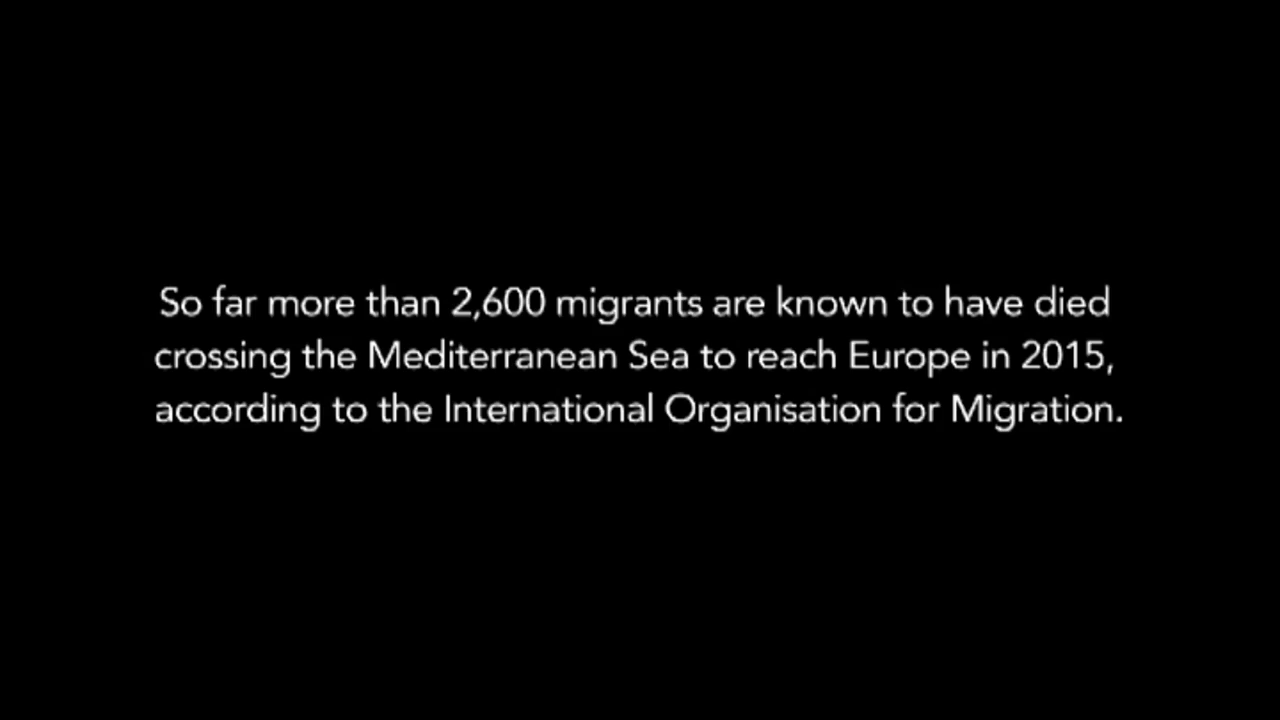 So far more than 2,600 migrants are known to have died
crossing the Mediterranean Sea to reach Europe in 2015,
according to the International Organisation for Migration.